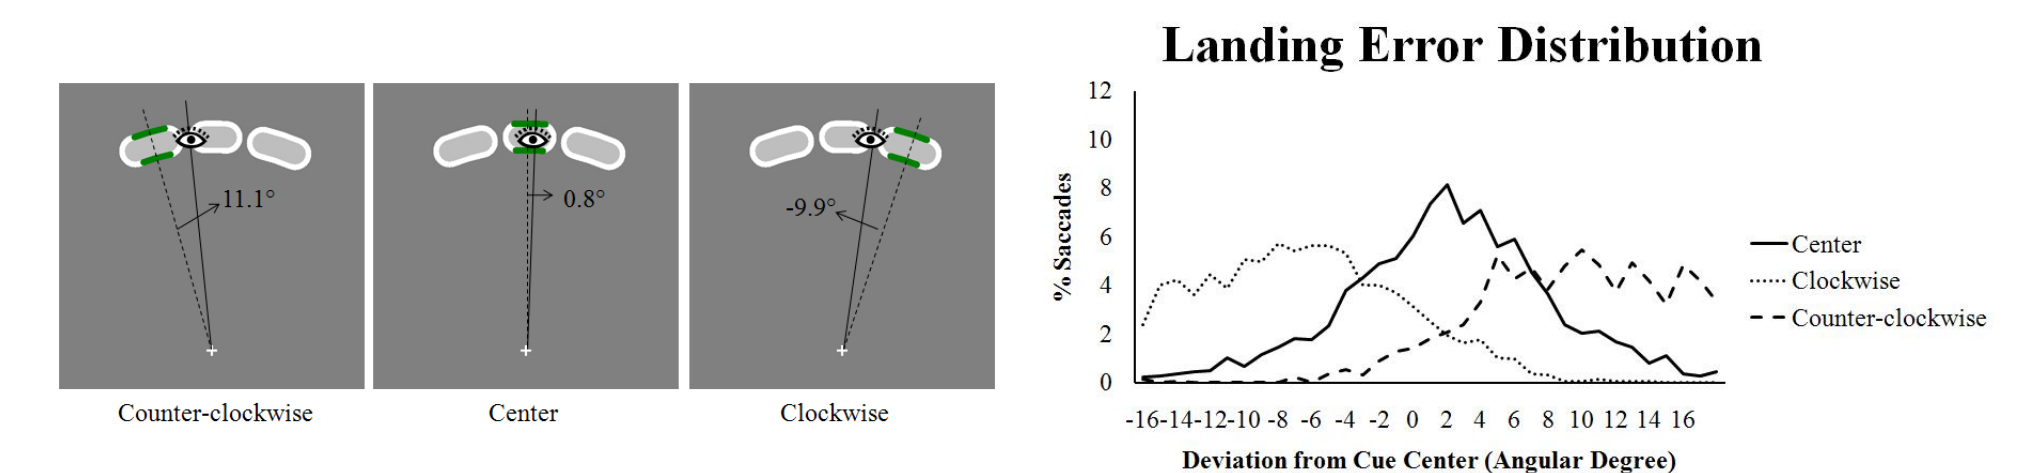 11.1°
0.8°
-9.9°
Counter-clockwise
Center
Clockwise
Landing Error Distribution
% Saccades
12
10
8
6
4
2
0
-16-14-12-10 -8 -6 -4 -2 0 2 4 6 8 10 12 14 16
Deviation from Cue Center (Angular Degree)
Center
Clockwise
Counter-clockwise